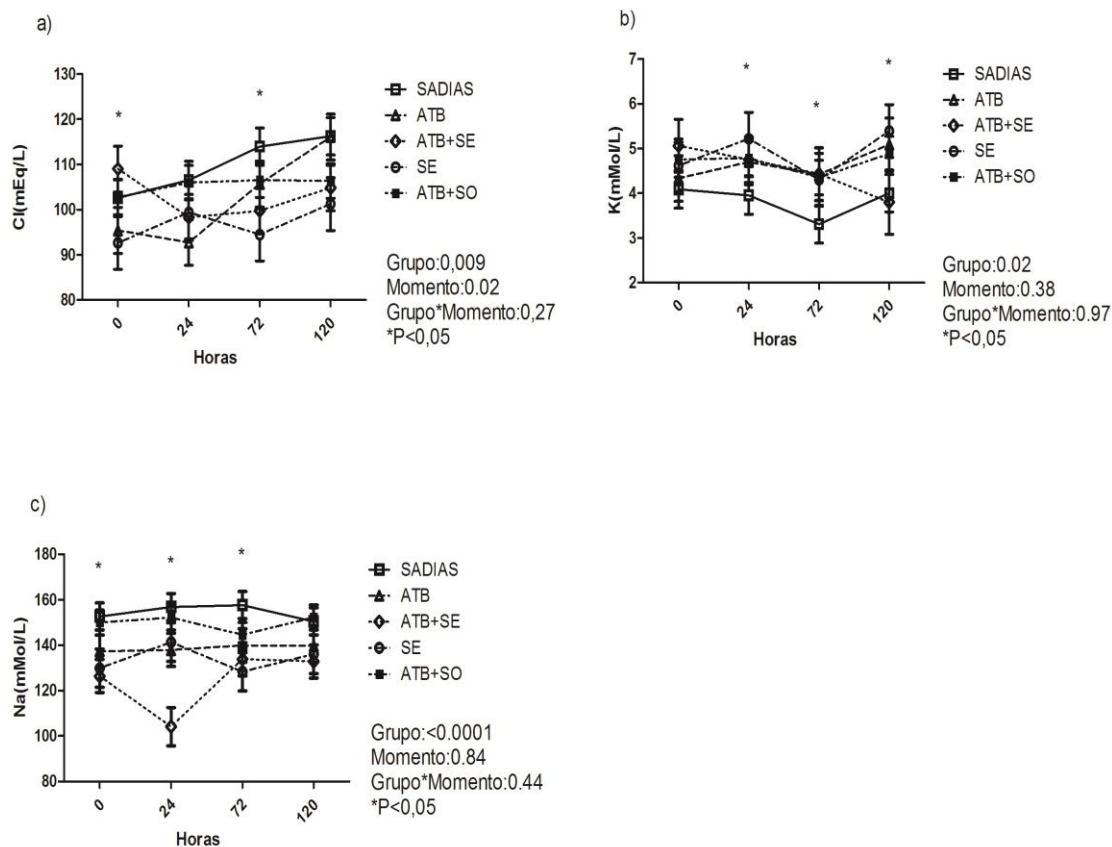 a)
130
120
110
100
90
80
Cl(mEq/L)
*
*
0
24
72
120
Horas
SADIAS
ATB
ATB+SE
SE
ATB+SO
Grupo:0,009
Momento:0.02
Grupo*Momento:0,27
*P<0,05
b)
7
6
5
4
3
2
K(mMol/L)
*
*
*
0
24
72
120
Horas
SADIAS
ATB
ATB+SE
SE
ATB+SO
Grupo:0.02
Momento:0.38
Grupo*Momento:0.97
*P<0,05
c)
180
160
140
120
100
80
Na(mMol/L)
*
*
*
0
24
72
120
Horas
SADIAS
ATB
ATB+SE
SE
ATB+SO
Grupo:<0.0001
Momento:0.84
Grupo*Momento:0.44
*P<0,05